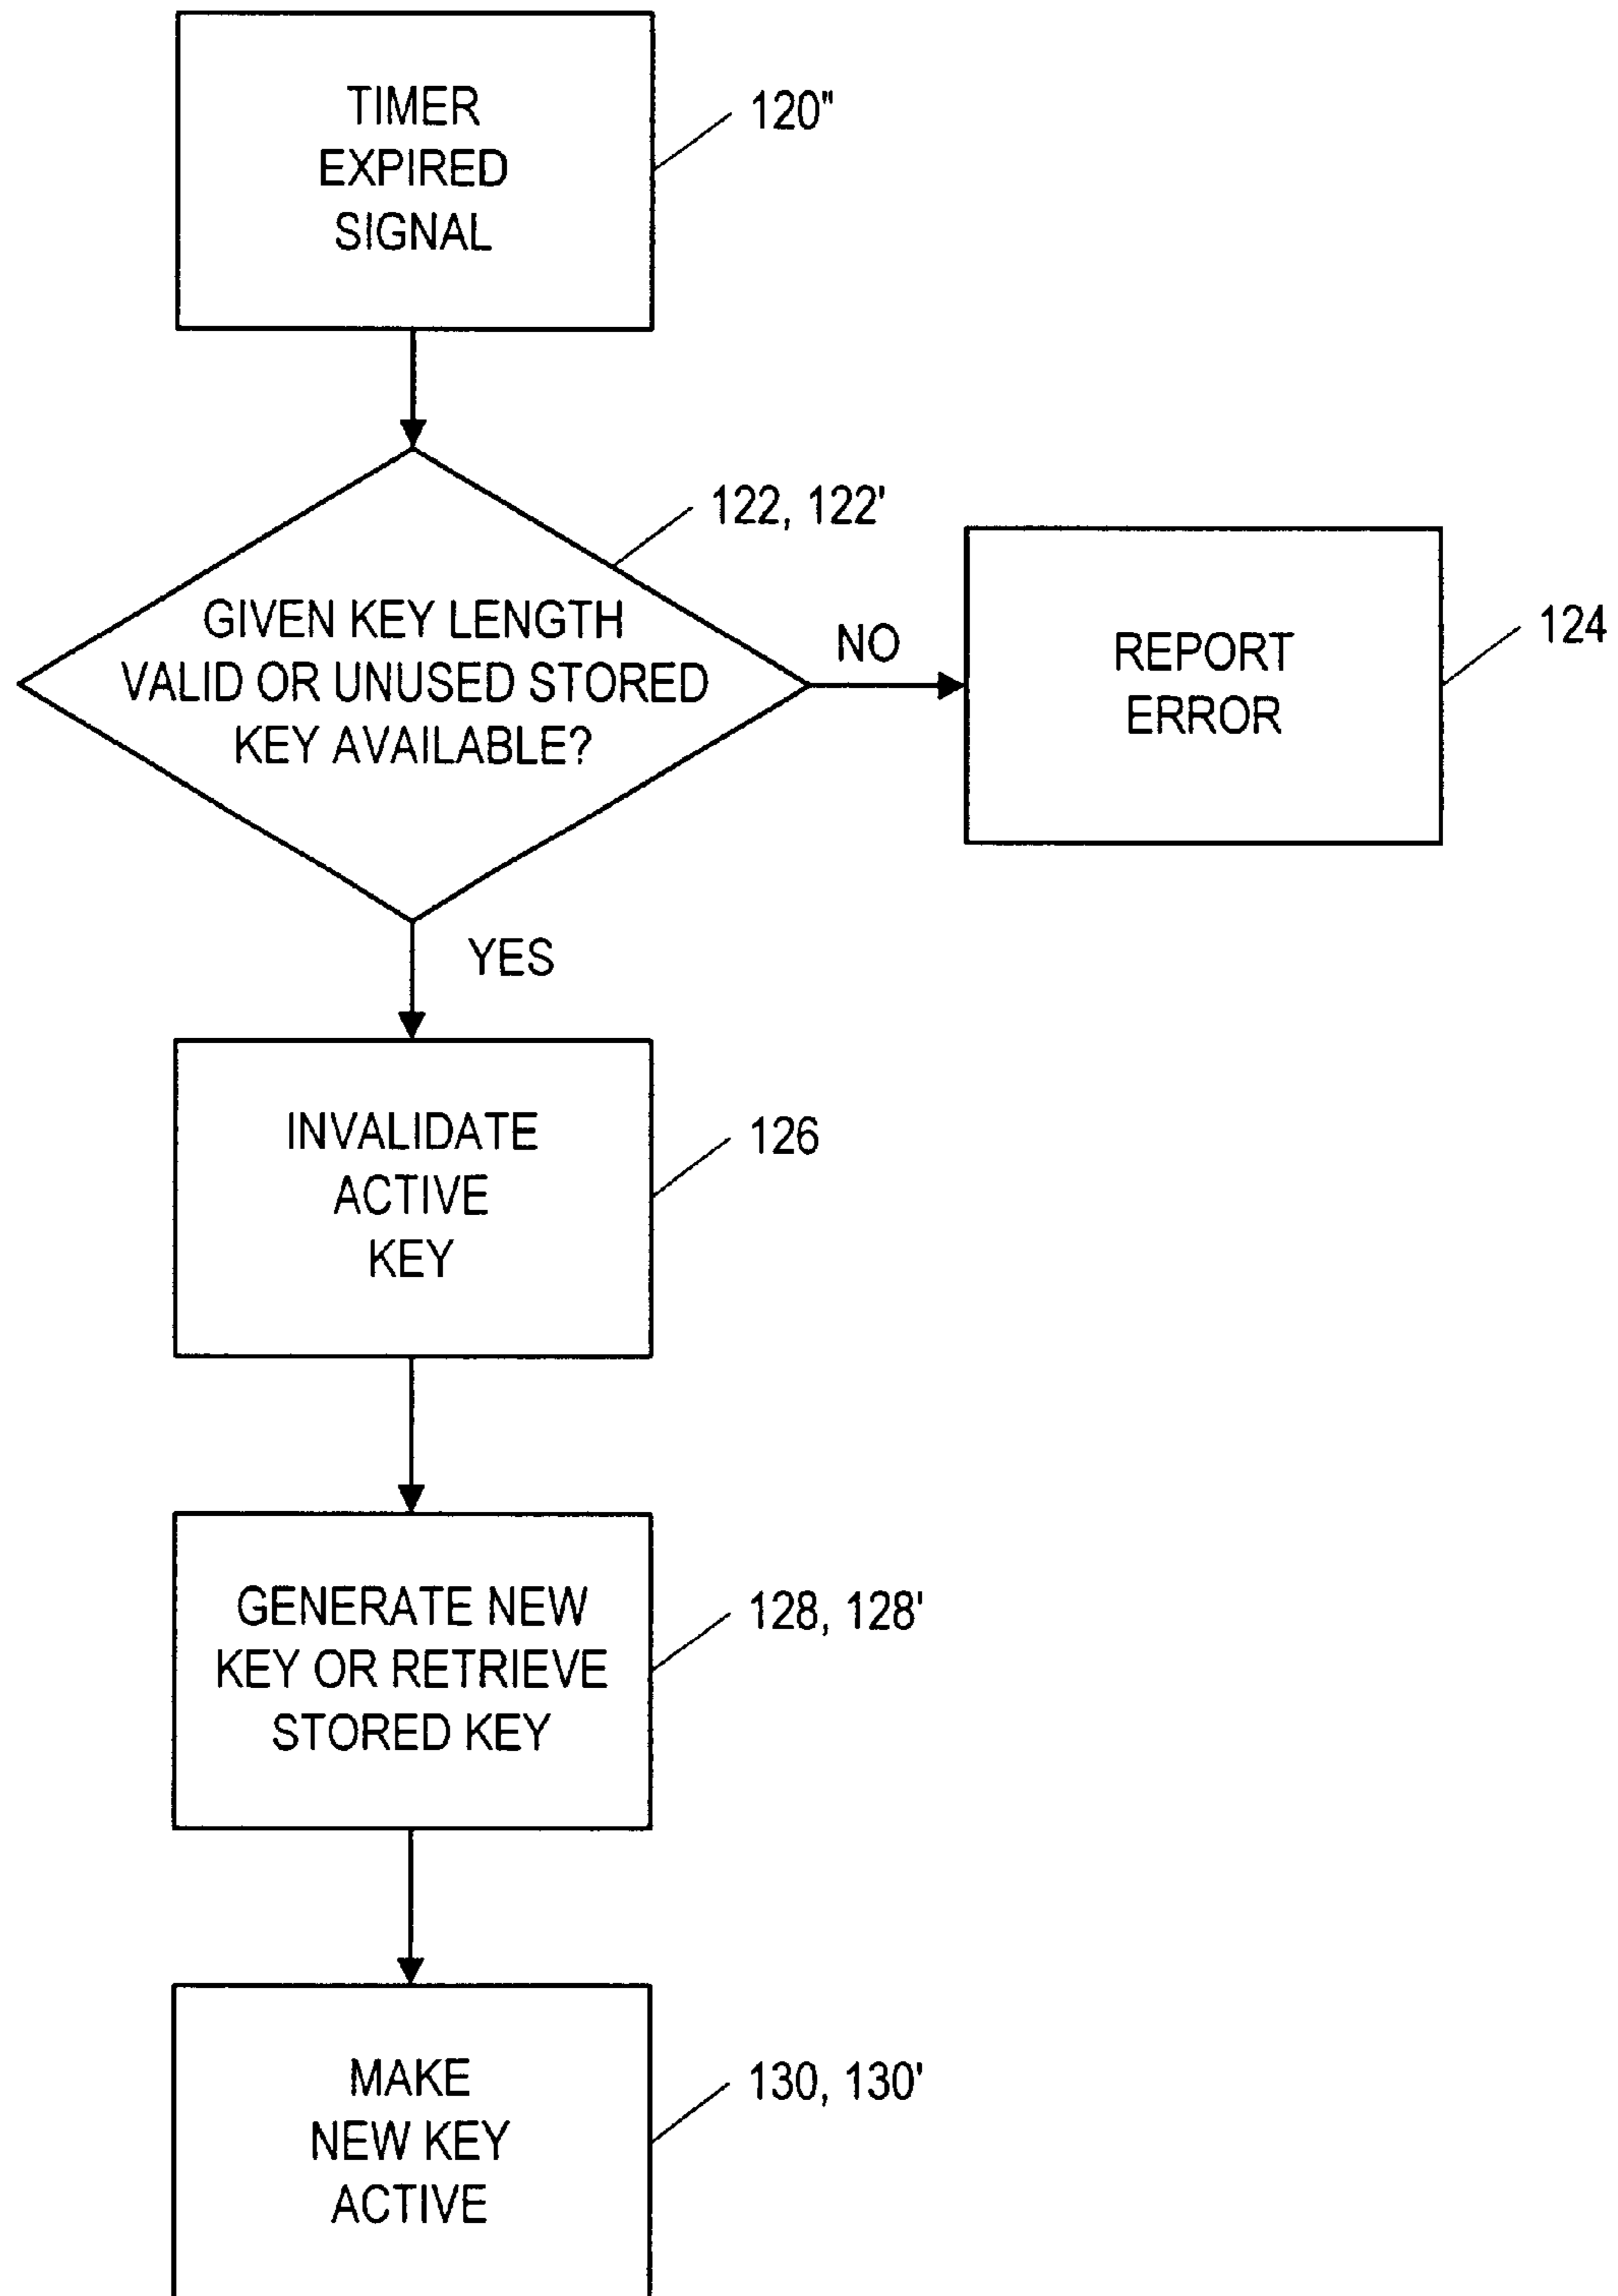 TIMER
EXPIRED
SIGNAL
120"
122, 122'
GIVEN KEY LENGTH
VALID OR UNUSED STORED
KEY AVAILABLE?
NO
REPORT
ERROR
124
YES
INVALIDATE
ACTIVE
KEY
126
GENERATE NEW
KEY OR RETRIEVE
STORED KEY
128, 128'
MAKE
NEW KEY
ACTIVE
130, 130'